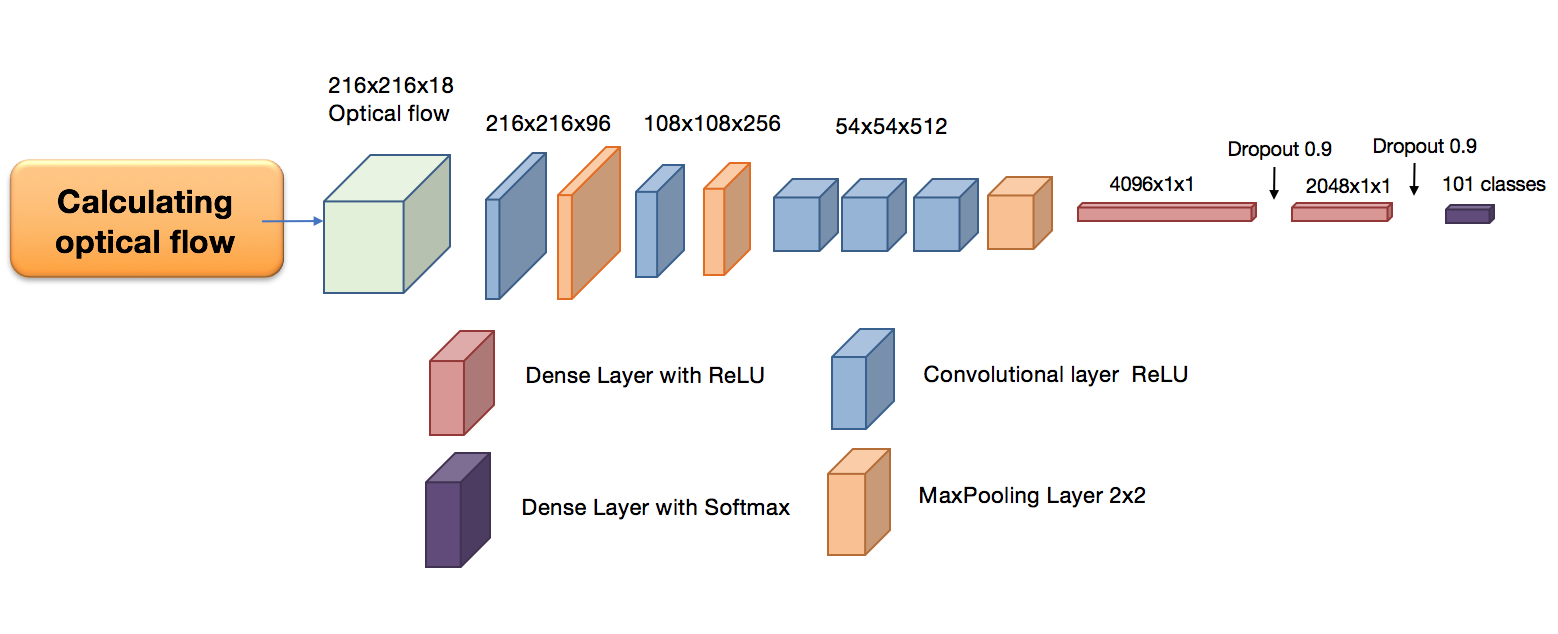 216x216x18
Optical flow
216x216x96
108x108x256
54x54x512
Dropout 0.9
Dropout 0.9
4096x1x1
2048x1x1
101 classes
Calculating
optical flow
Dense Layer with ReLU
Convolutional layer  ReLU
Dense Layer with Softmax
MaxPooling Layer 2x2